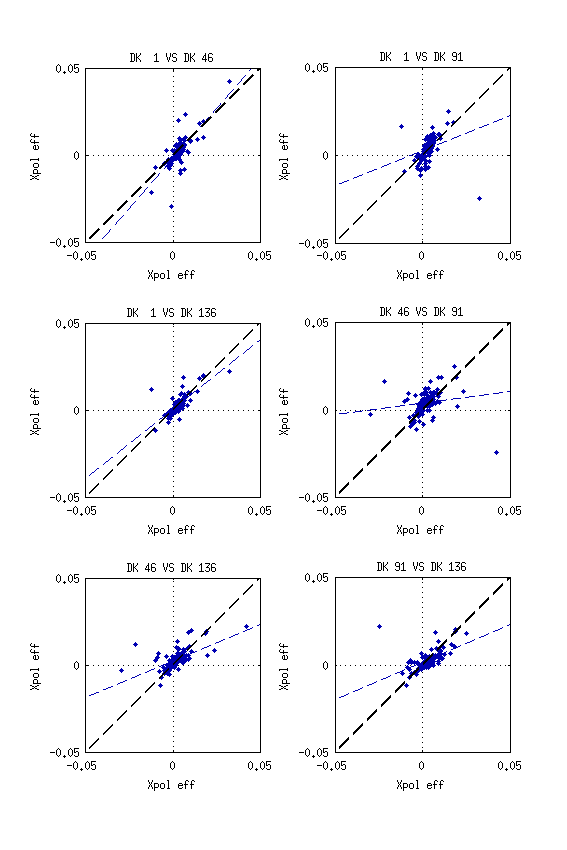 DK  1 VS DK 46
0.05
Xpol eff
0
-0.05
-0.05 0 0.05
Xpol eff
DK  1 VS DK 91
0.05
Xpol eff
0
-0.05
-0.05 0 0.05
Xpol eff
DK  1 VS DK 136
0.05
Xpol eff
0
-0.05
-0.05 0 0.05
Xpol eff
DK 46 VS DK 91
0.05
Xpol eff
0
-0.05
-0.05 0 0.05
Xpol eff
DK 46 VS DK 136
0.05
Xpol eff
0
-0.05
-0.05 0 0.05
Xpol eff
DK 91 VS DK 136
0.05
Xpol eff
0
-0.05
-0.05 0 0.05
Xpol eff